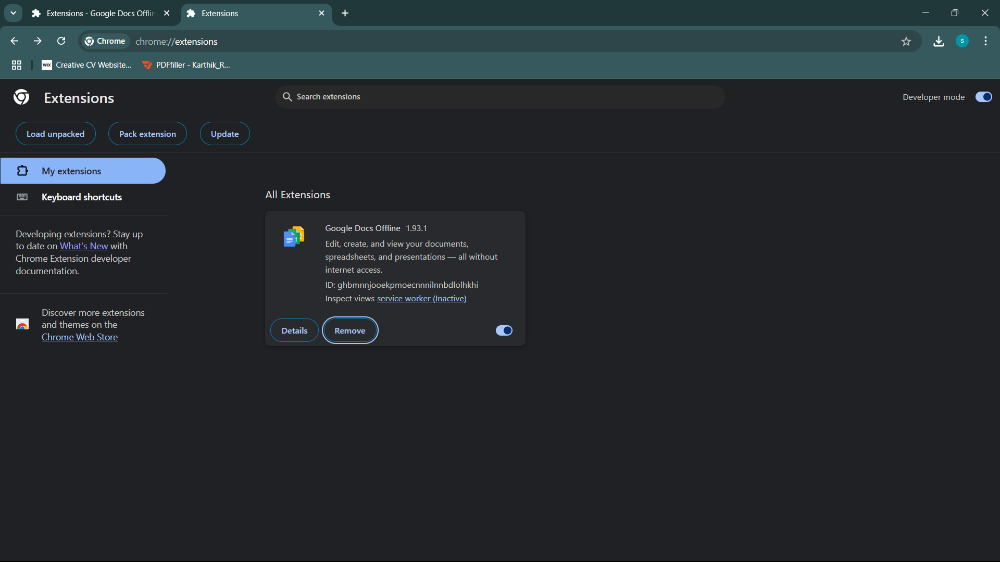 Extensions - Google Docs Offlin
Extensions
Chrome
chrome://extensions
S
WIX
Creative CV Website...
PDFfiller - Karthik_R...
Extensions
Search extensions
Developer mode
Load unpacked
Pack extension
Update
My extensions
Keyboard shortcuts
Developing extensions? Stay up
to date on What's New with
Chrome Extension developer
documentation.
Discover more extensions
and themes on the
Chrome Web Store
All Extensions
Google Docs Offline 1.93.1
Edit, create, and view your documents,
spreadsheets, and presentations — all without
internet access.
ID: ghbmnnjooekpmoecnnnilnnbdlolhkhi
Inspect views service worker (Inactive)
Details
Remove